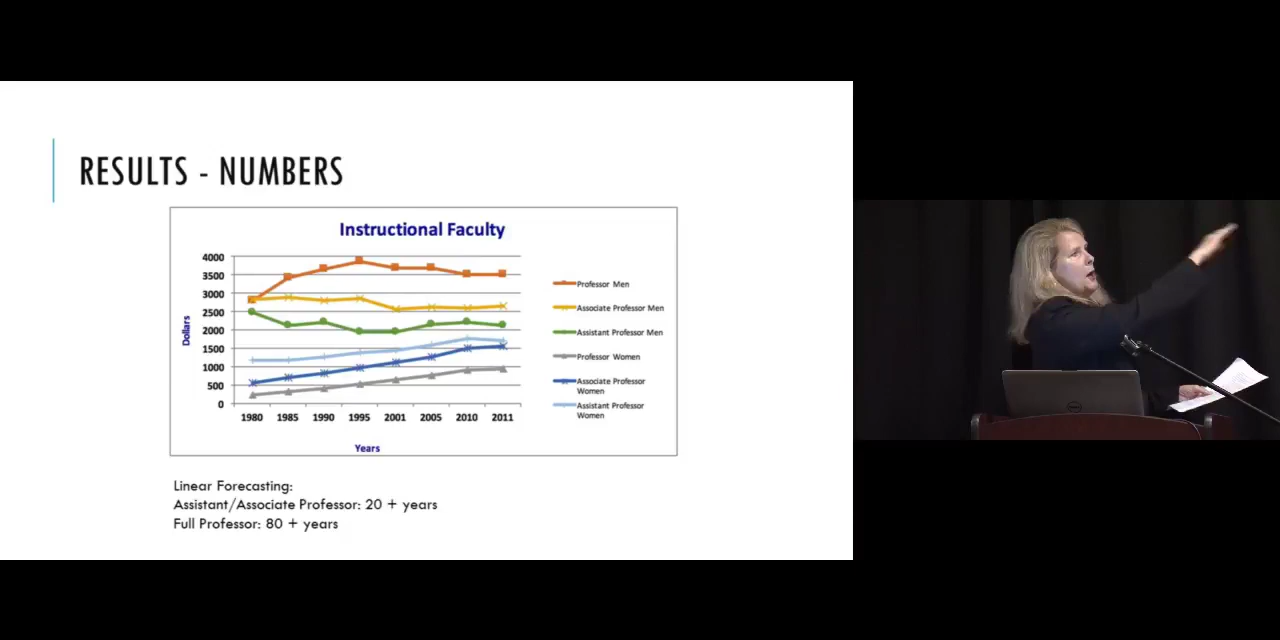 RESULTS - NUMBERS
Instructional Faculty
4000
3500
3000
2500
2000
1500
1000
500
0
Dollars
1980 1985 1990 1995 2001 2005 2010 2011
Years
Professor Men
Associate Professor Men
Assistant Professor Men
Professor Women
Associate Professor
Women
Assistant Professor
Women
Linear Forecasting:
Assistant/Associate Professor: 20 + years
Full Professor: 80 + years